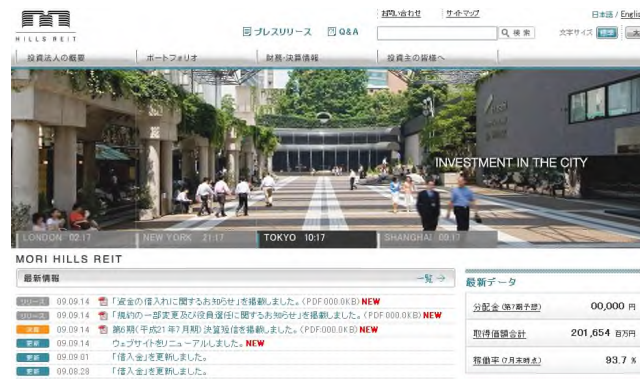 お問い合わせ サイトマップ 日本語 / Englis
HILLS REIT プレスリリース Q&A 検索 文字サイズ 標準 大
投資法人の概要 ポートフォリオ 財務・決算情報 投資主の皆様へ
INVESTMENT IN THE CITY
LONDON 02:17 NEW YORK 21:17 TOKYO 10:17 SHANGHAI 09:17
MORI HILLS REIT
最新情報 一覧 →
リリース 09.09.14 「資金の借入れに関するお知らせ」を掲載しました。(PDF:000.0KB) NEW
リリース 09.09.14 「規約の一部変更及び役員選任に関するお知らせ」を掲載しました。(PDF:000.0KB) NEW
決算 09.09.14 第6期(平成21年7月期) 決算短信を掲載しました。(PDF:000.0KB) NEW
更新 09.09.14 ウェブサイトをリニューアルしました。NEW
更新 09.09.01 「借入金」を更新しました。
更新 09.08.28 「借入金」を更新しました。
最新データ
分配金 (第7期予想) 00,000 円
取得価額合計 201,654 百万円
稼働率 (7月末時点) 93.7 %